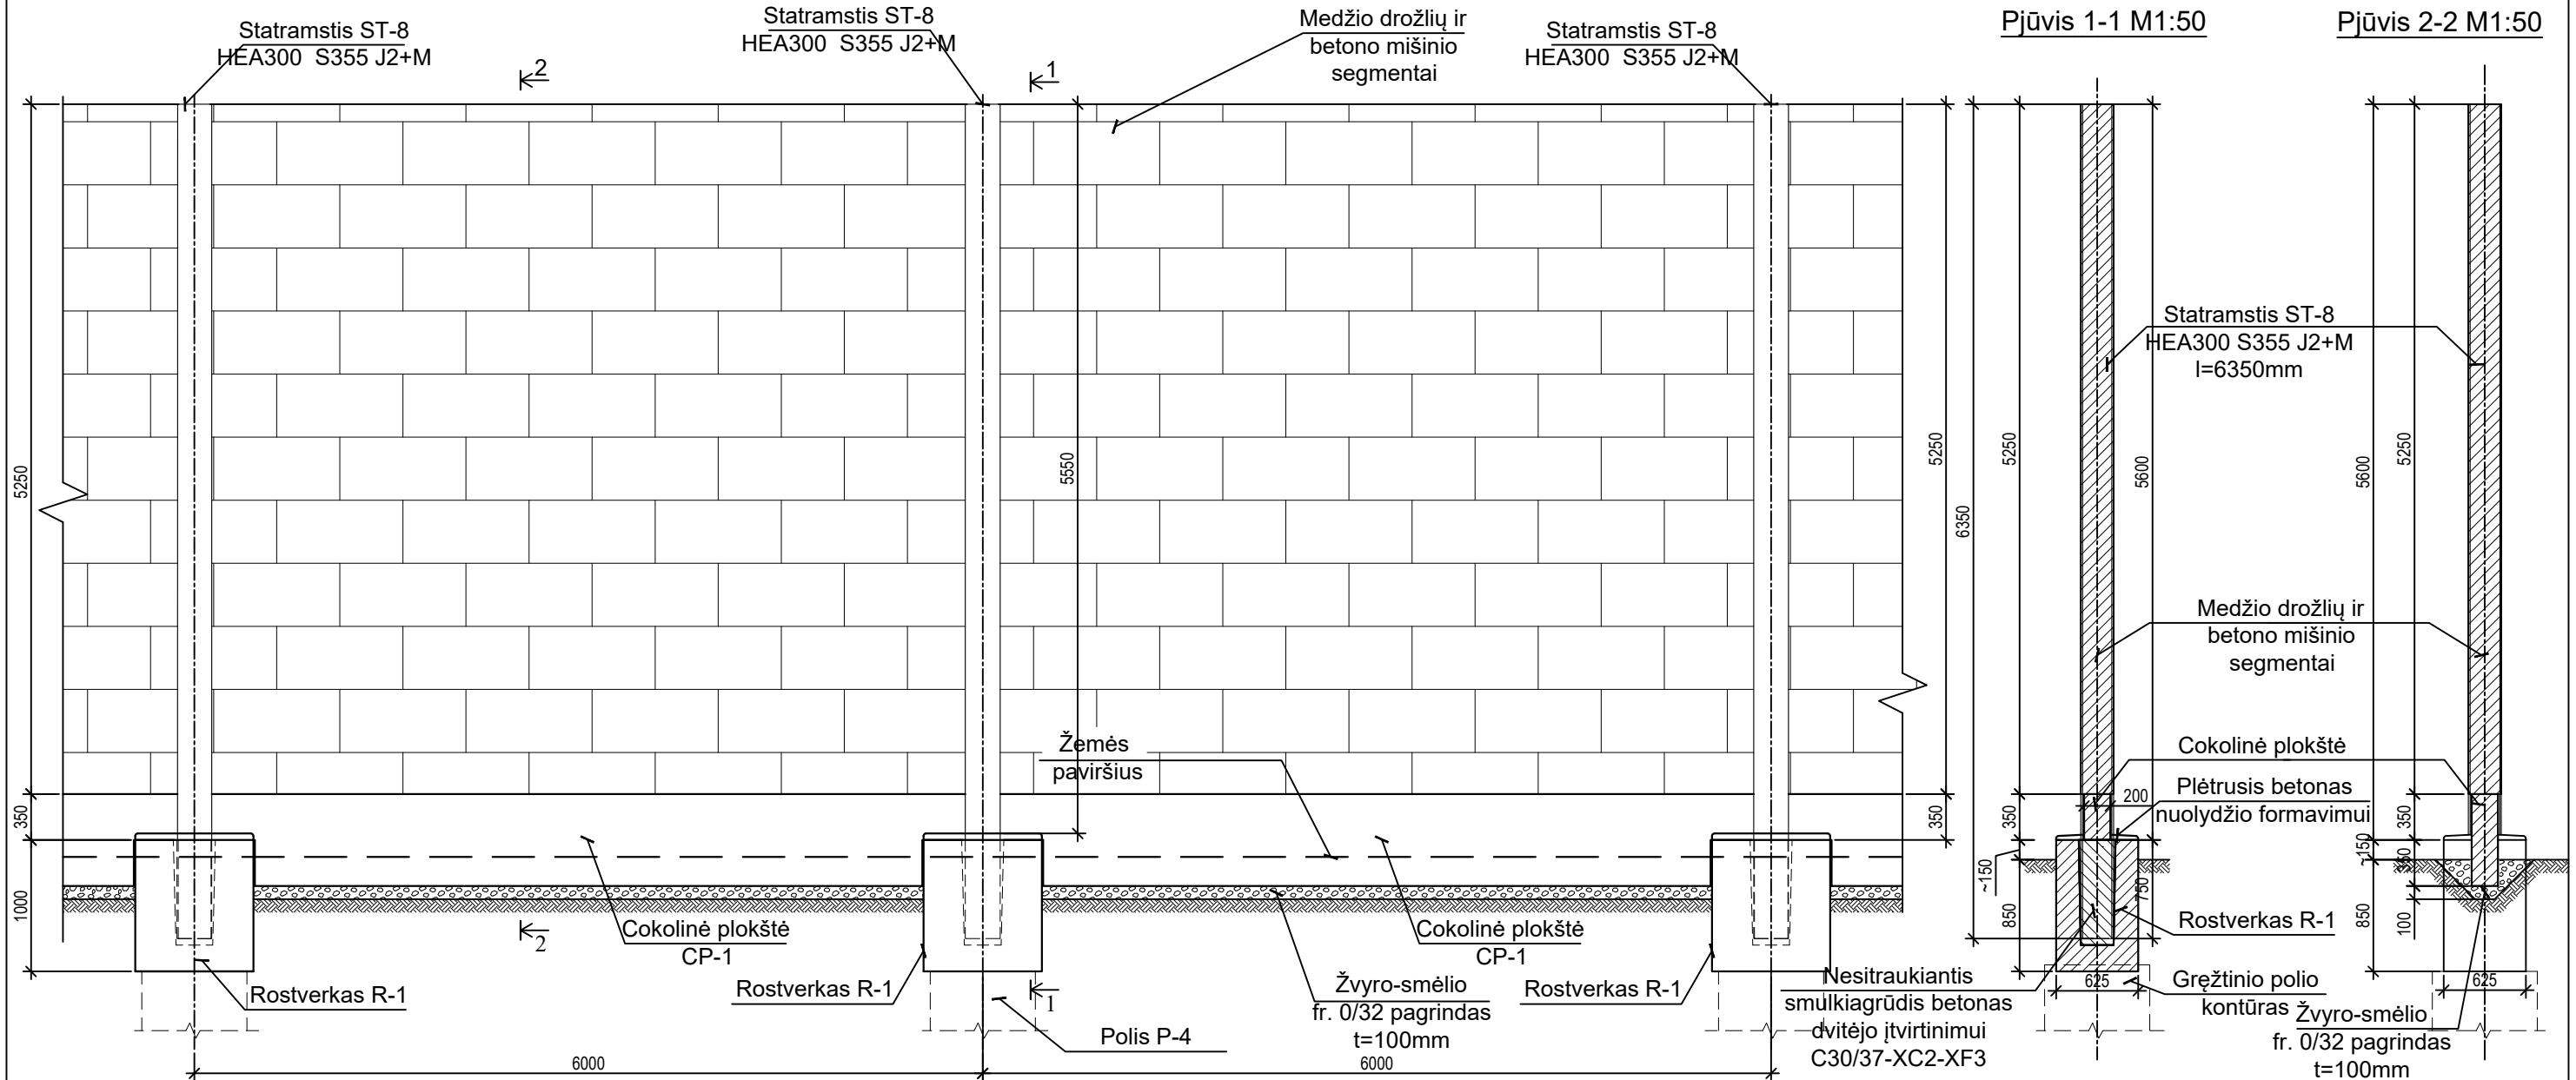 Statramstis ST-8
HEA300 S355 J2+M
Statramstis ST-8
HEA300 S355 J2+M
Medžio drožlių ir
betono mišinio
segmentai
Statramstis ST-8
HEA300 S355 J2+M
Pjūvis 1-1 M1:50
Pjūvis 2-2 M1:50
2
1
5250
350
1000
5550
5250
350
6350
5250
350
~150
850
5600
750
200
625
5600
~150
850
5250
350
350
100
625
Statramstis ST-8
HEA300 S355 J2+M
l=6350mm
Medžio drožlių ir
betono mišinio
segmentai
Cokolinė plokštė
Plėtrusis betonas
nuolydžio formavimui
Žemės
paviršius
Rostverkas R-1
Cokolinė plokštė
CP-1
2
Rostverkas R-1
Cokolinė plokštė
CP-1
Rostverkas R-1
1
Polis P-4
Žvyro-smėlio
fr. 0/32 pagrindas
t=100mm
Rostverkas R-1
Nesitraukiantis
smulkiagrūdis betonas
dvitėjo įtvirtinimui
C30/37-XC2-XF3
Gręžtinio polio
kontūras
Žvyro-smėlio
fr. 0/32 pagrindas
t=100mm
6000
6000